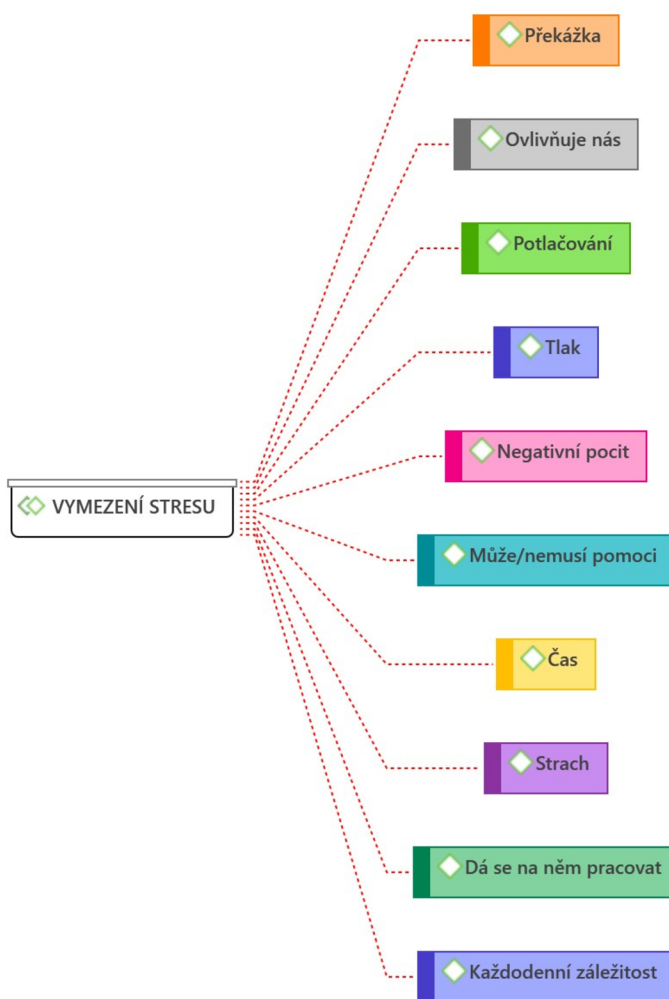 Překážka
Ovlivňuje nás
Potlačování
Tlak
Negativní pocit
VYMEZENÍ STRESU
Může/nemusí pomoci
Čas
Strach
Dá se na něm pracovat
Každodenní záležitost